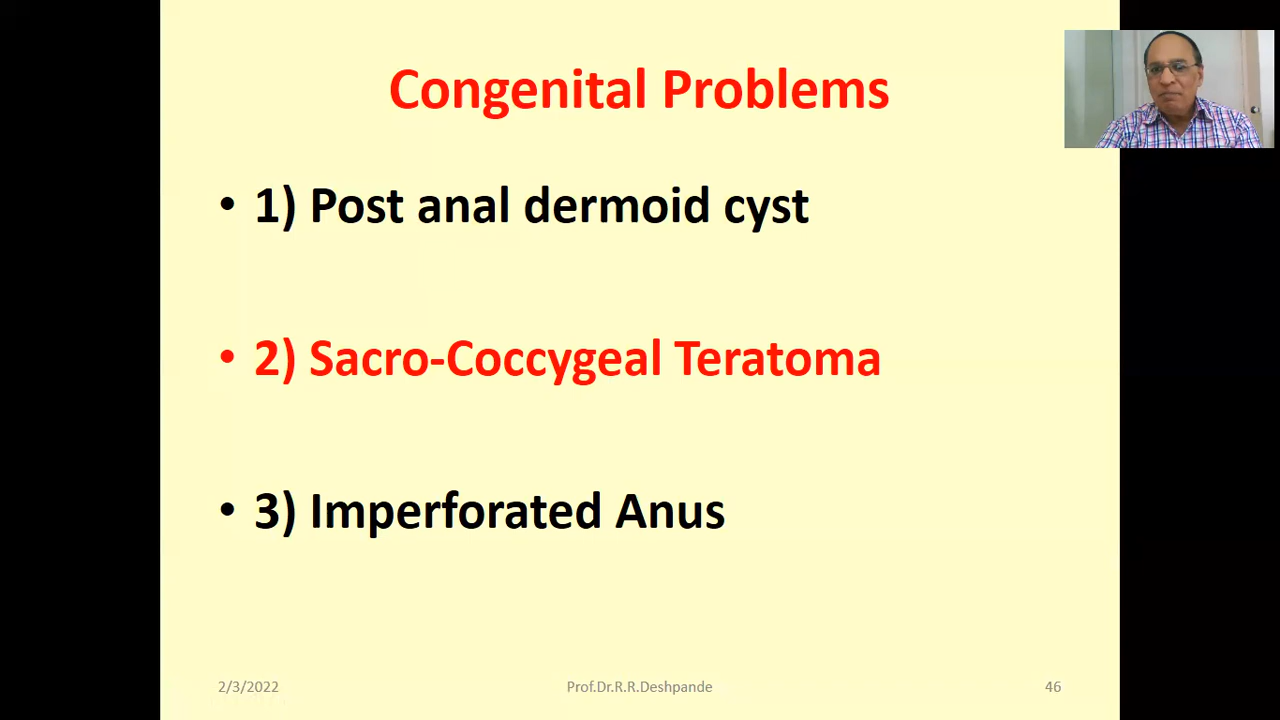 Congenital Problems
• 1) Post anal dermoid cyst
• 2) Sacro-Coccygeal Teratoma
• 3) Imperforated Anus
2/3/2022
Prof.Dr.R.R.Deshpande
46